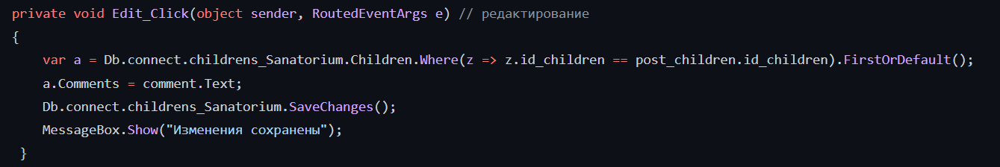 private void Edit_Click(object sender, RoutedEventArgs e) // редактирование
{
    var a = Db.connect.childrens_Sanatorium.Children.Where(z => z.id_children == post_children.id_children).FirstOrDefault();
    a.Comments = comment.Text;
    Db.connect.childrens_Sanatorium.SaveChanges();
    MessageBox.Show("Изменения сохранены");
}